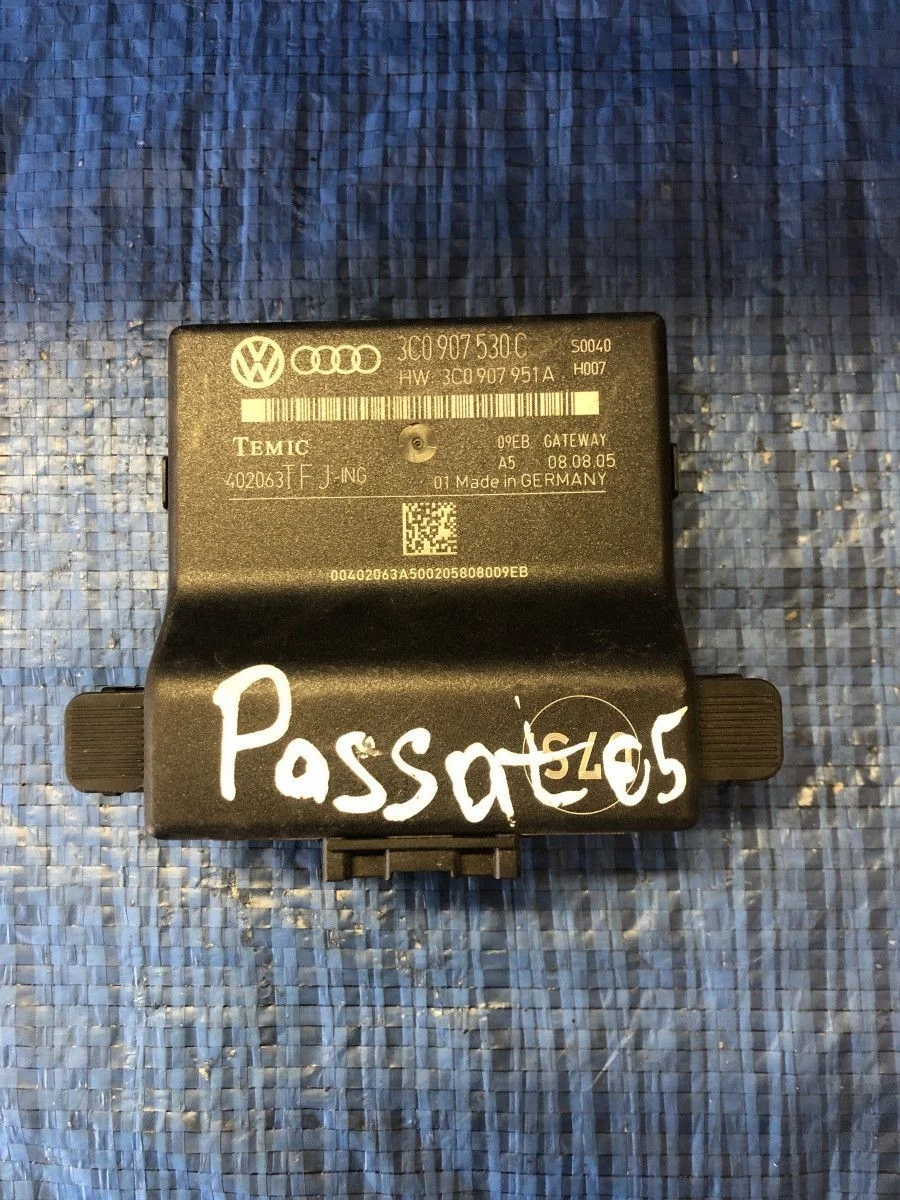 3C0 907 530 C S0040
HW 3C0 907 951 A H007
TEMIC 09EB GATEWAY
A5 08.08.05
402063TFJ-ING 01 Made in GERMANY
00402063A500205808009EB
Passat 05